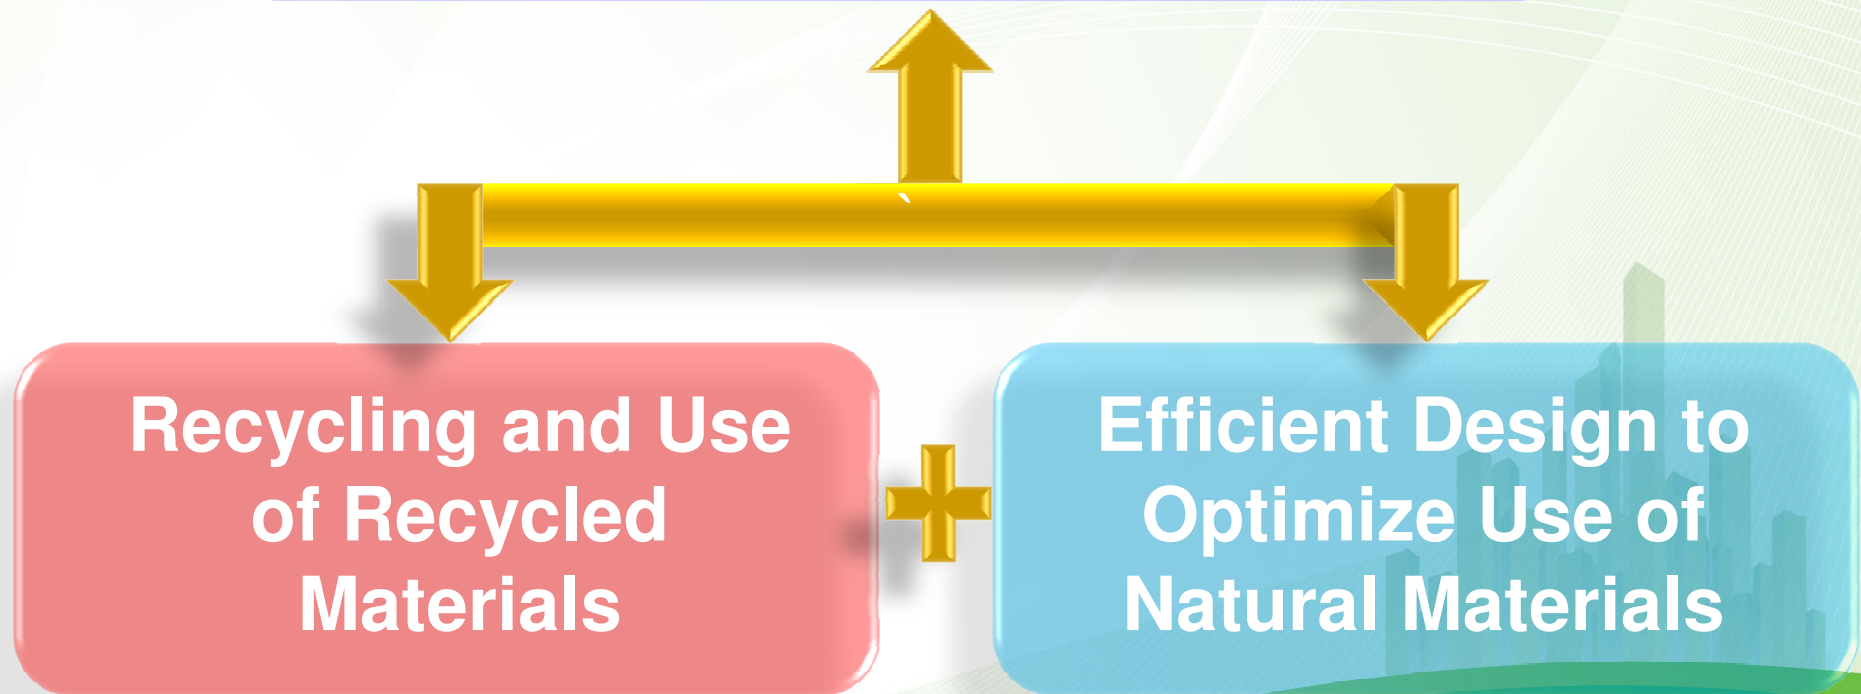 `
Recycling and Use
of Recycled
Materials
Efficient Design to
Optimize Use of
Natural Materials